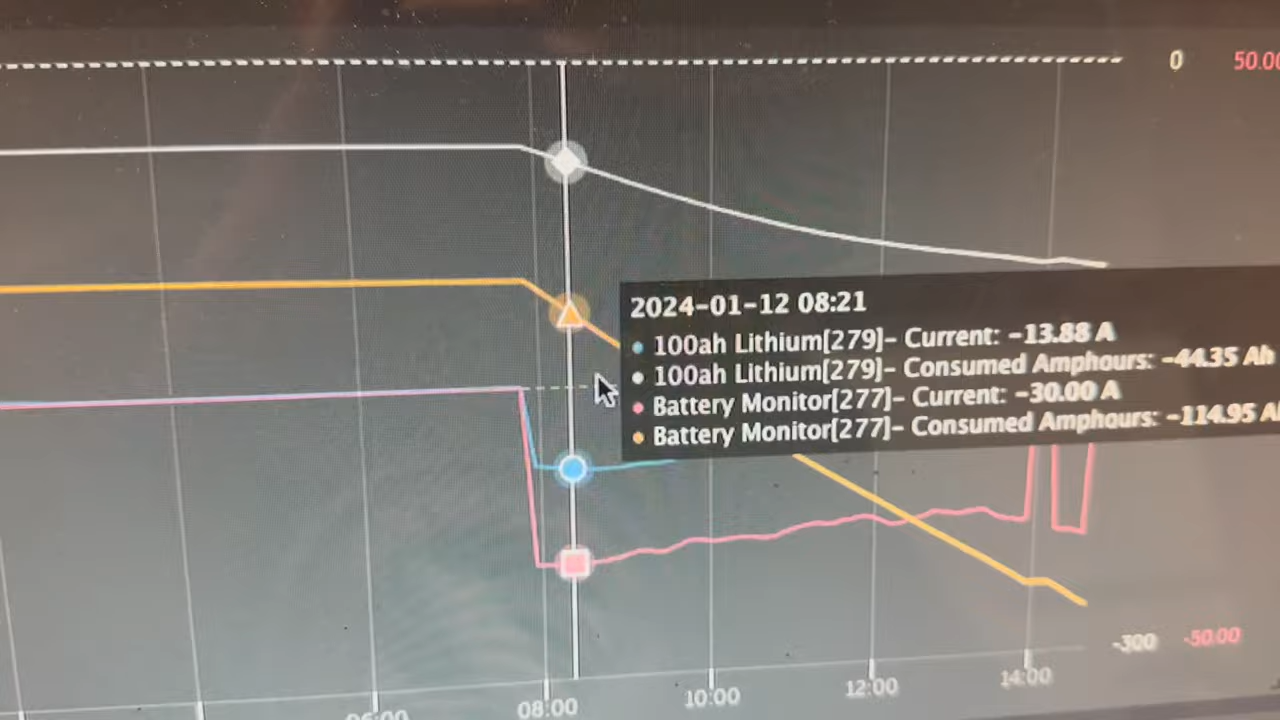 0 50.00
2024-01-12 08:21
100ah Lithium[279]- Current: -13.88 A
100ah Lithium[279]- Consumed Amphours: -44.35 Ah
Battery Monitor[277]- Current: -30.00 A
Battery Monitor[277]- Consumed Amphours: -114.95 A
-300 -50.00
06:00 08:00 10:00 12:00 14:00